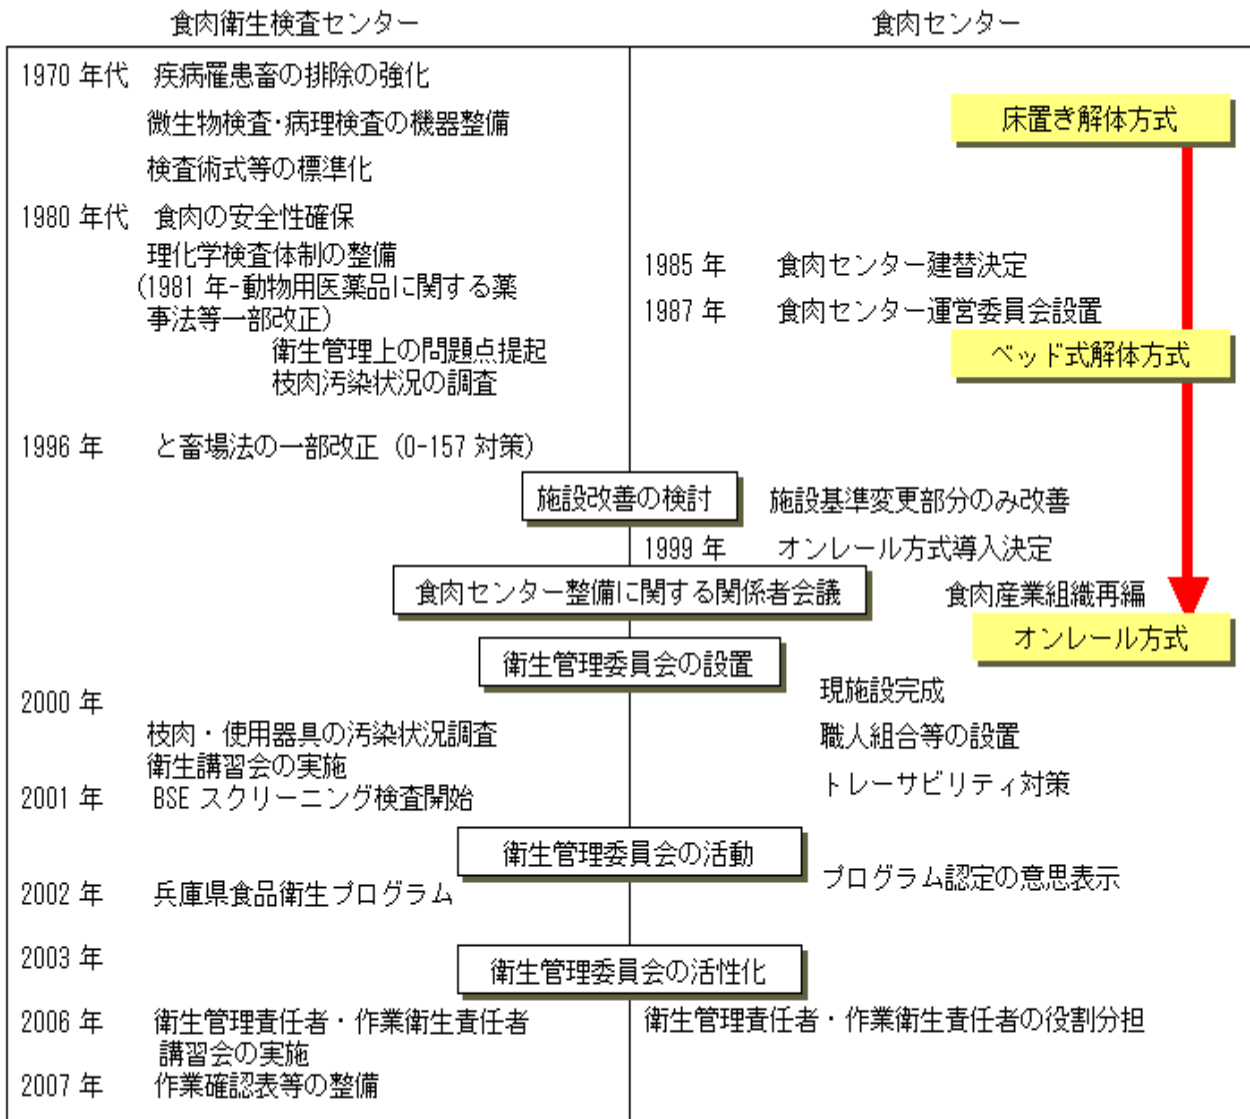 食肉衛生検査センター
食肉センター
1970 年代 疾病罹患畜の排除の強化
微生物検査・病理検査の機器整備
床置き解体方式
検査術式等の標準化
1980 年代 食肉の安全性確保
理化学検査体制の整備
1985 年 食肉センター建替決定
(1981 年-動物用医薬品に関する薬
事法等一部改正)
1987 年 食肉センター運営委員会設置
衛生管理上の問題点提起
ベッド式解体方式
枝肉汚染状況の調査
1996 年 と畜場法の一部改正 (O-157 対策)
施設改善の検討
施設基準変更部分のみ改善
1999 年 オンレール方式導入決定
食肉センター整備に関する関係者会議
食肉産業組織再編
オンレール方式
衛生管理委員会の設置
現施設完成
2000 年
枝肉・使用器具の汚染状況調査
職人組合等の設置
衛生講習会の実施
トレーサビリティ対策
2001 年 BSE スクリーニング検査開始
衛生管理委員会の活動
プログラム認定の意思表示
2002 年 兵庫県食品衛生プログラム
2003 年
衛生管理委員会の活性化
2006 年 衛生管理責任者・作業衛生責任者
講習会の実施
衛生管理責任者・作業衛生責任者の役割分担
2007 年 作業確認表等の整備